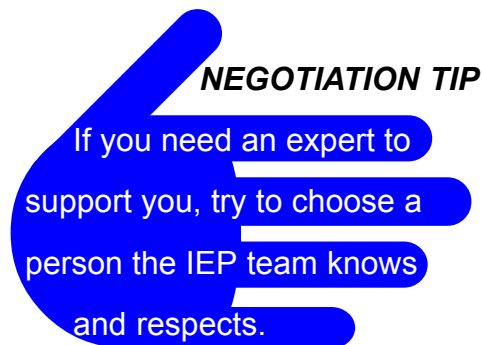 NEGOTIATION TIP
If you need an expert to
support you, try to choose a
person the IEP team knows
and respects.